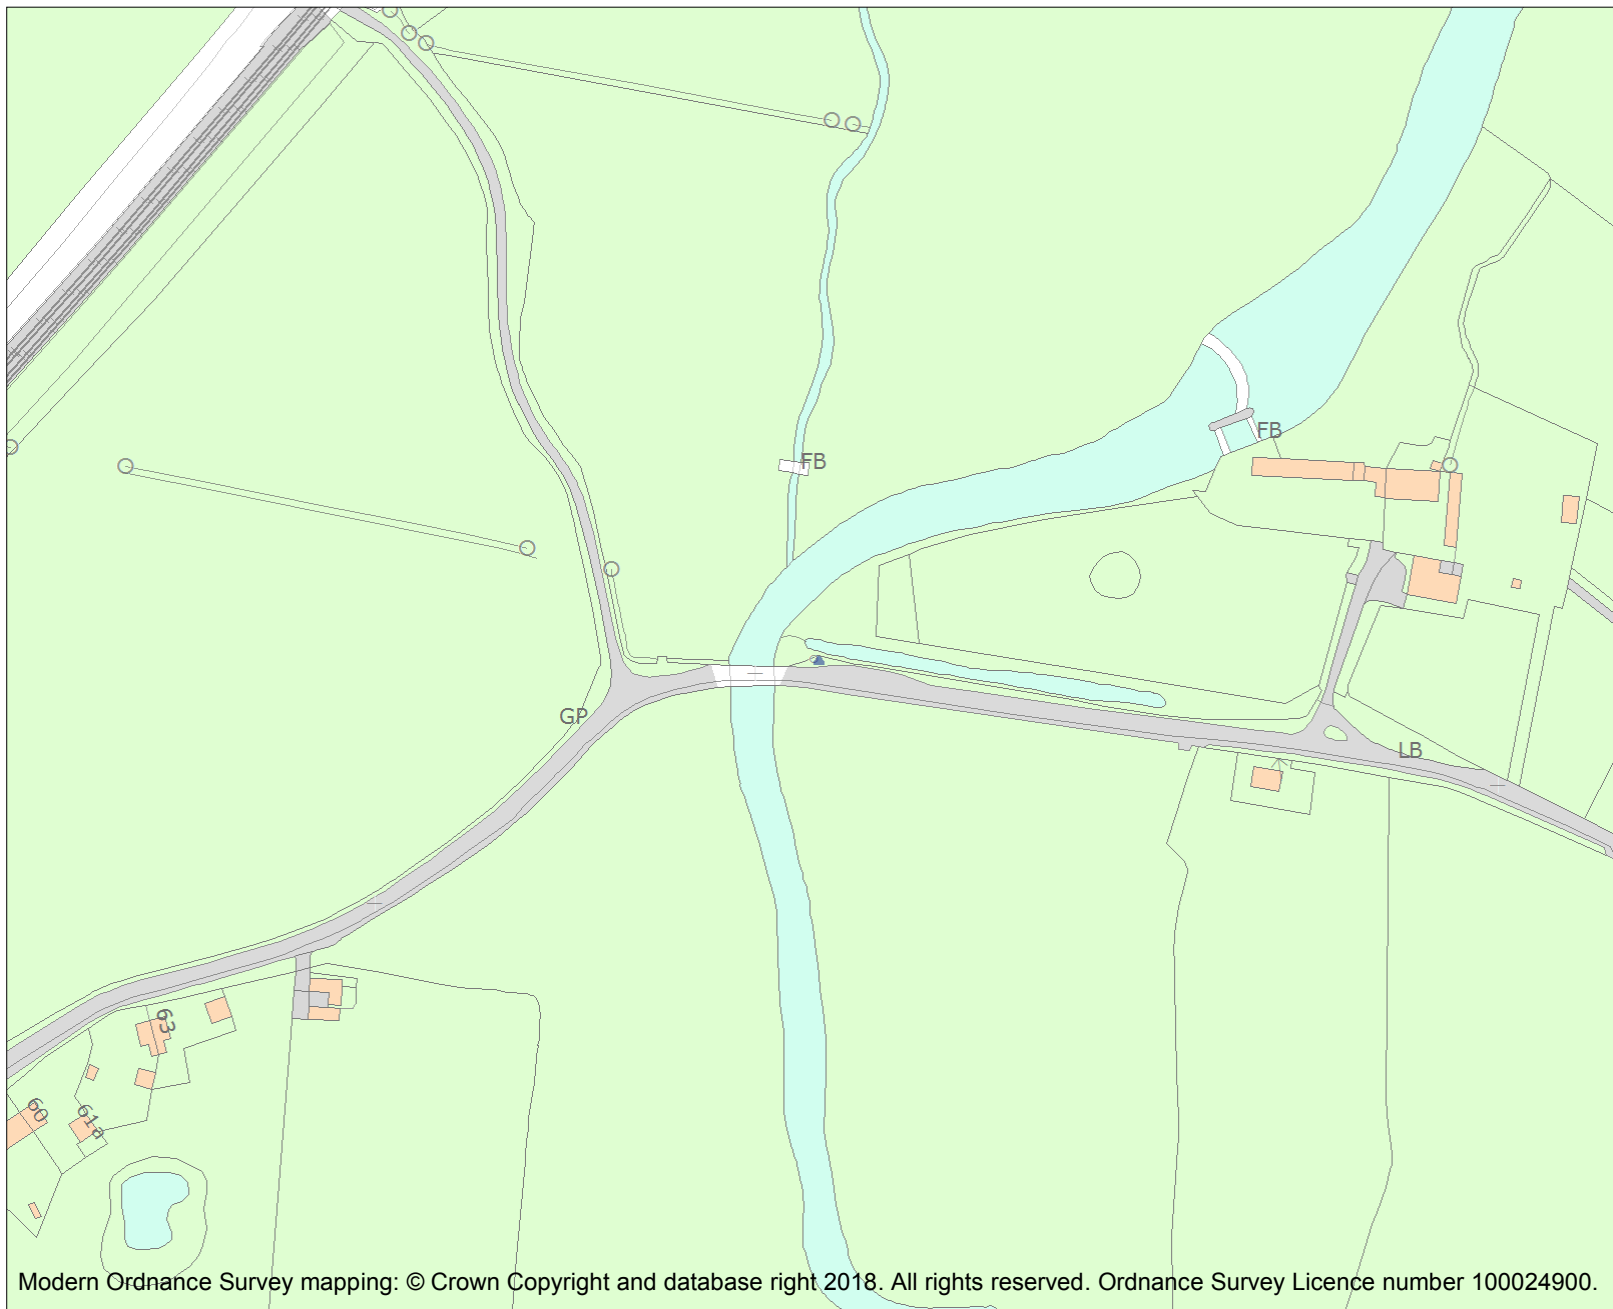 FB
FB
GP
LB
63
60
61a
Modern Ordnance Survey mapping: © Crown Copyright and database right 2018. All rights reserved. Ordnance Survey Licence number 100024900.